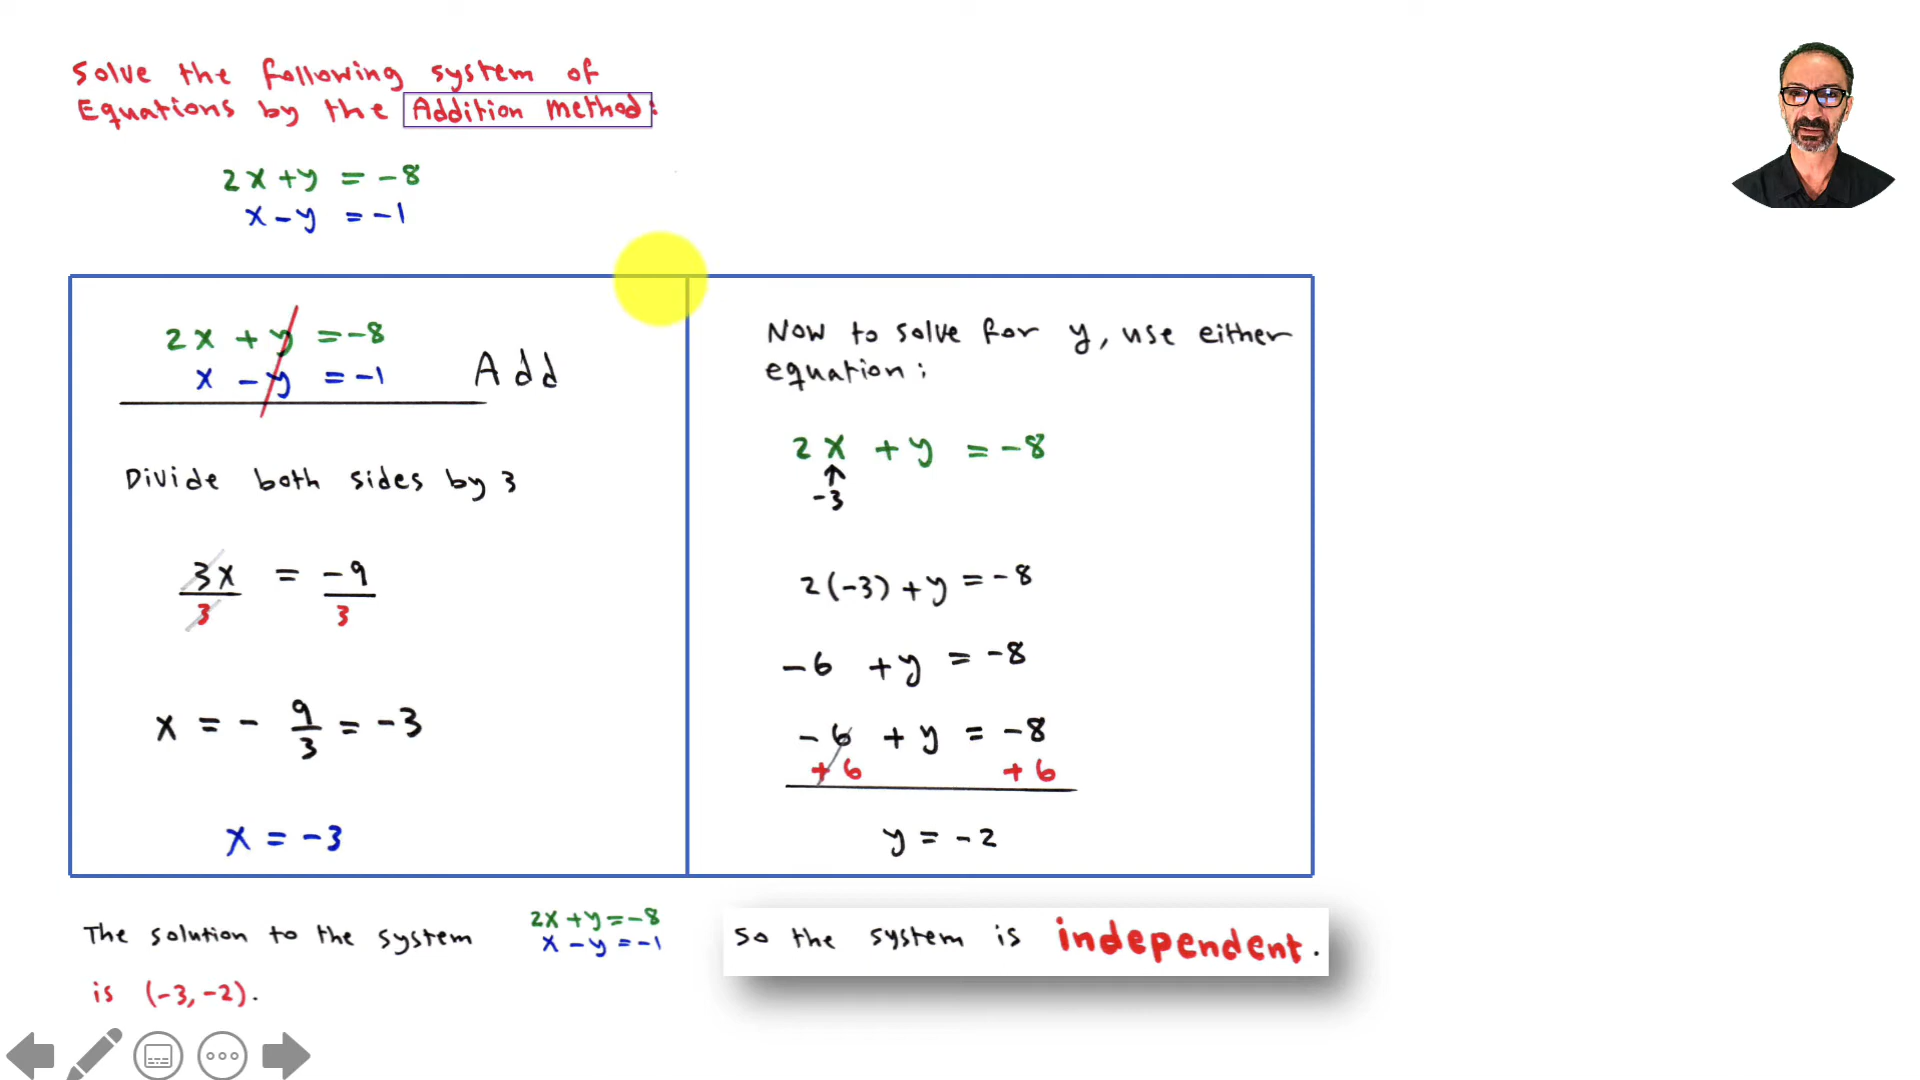 Solve the following system of
Equations by the Addition Method:
2x + y = -8
x - y = -1
2x + y = -8
x - y = -1
Add
Divide both sides by 3
3x/3 = -9/3
x = - 9/3 = -3
x = -3
Now to solve for y, use either
equation:
2x + y = -8
-3
2(-3) + y = -8
-6 + y = -8
-6 + y = -8
+6 +6
y = -2
The solution to the system
2x + y = -8
x - y = -1
is (-3, -2).
So the system is independent.